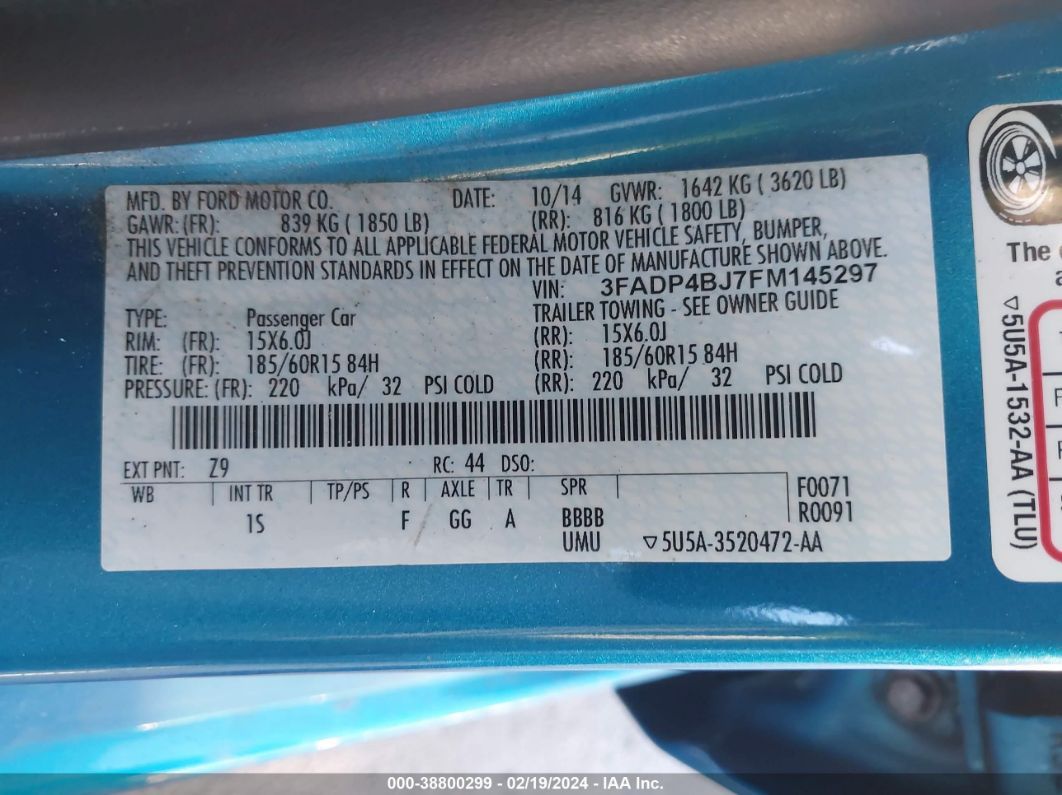 MFD. BY FORD MOTOR CO. DATE: 10/14 GVWR: 1642 KG ( 3620 LB)
GAWR: (FR): 839 KG ( 1850 LB) (RR): 816 KG ( 1800 LB)
THIS VEHICLE CONFORMS TO ALL APPLICABLE FEDERAL MOTOR VEHICLE SAFETY, BUMPER,
AND THEFT PREVENTION STANDARDS IN EFFECT ON THE DATE OF MANUFACTURE SHOWN ABOVE.
VIN: 3FADP4BJ7FM145297
TRAILER TOWING - SEE OWNER GUIDE
TYPE: Passenger Car
RIM: (FR): 15X6.0J (RR): 15X6.0J
TIRE: (FR): 185/60R15 84H (RR): 185/60R15 84H
PRESSURE: (FR): 220 kPa/ 32 PSI COLD (RR): 220 kPa/ 32 PSI COLD
EXT PNT: Z9 RC: 44 DSO:
WB INT TR TP/PS R AXLE TR SPR F0071
1S F GG A BBBB R0091
UMU ▽5U5A-3520472-AA
The
▽5U5A-1532-AA (TLU)
000-38800299 - 02/19/2024 - IAA Inc.